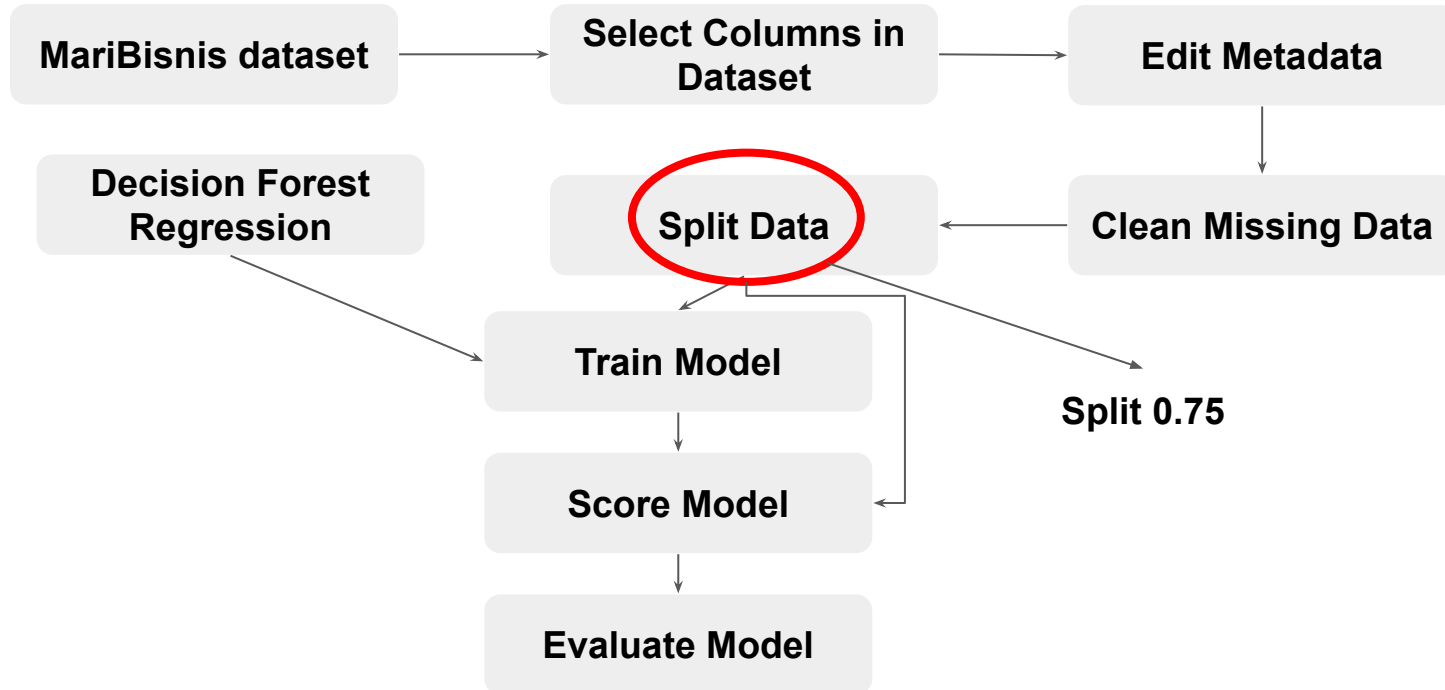 MariBisnis dataset
Select Columns in
Dataset
Edit Metadata
Decision Forest
Regression
Split Data
Clean Missing Data
Train Model
Split 0.75
Score Model
Evaluate Model